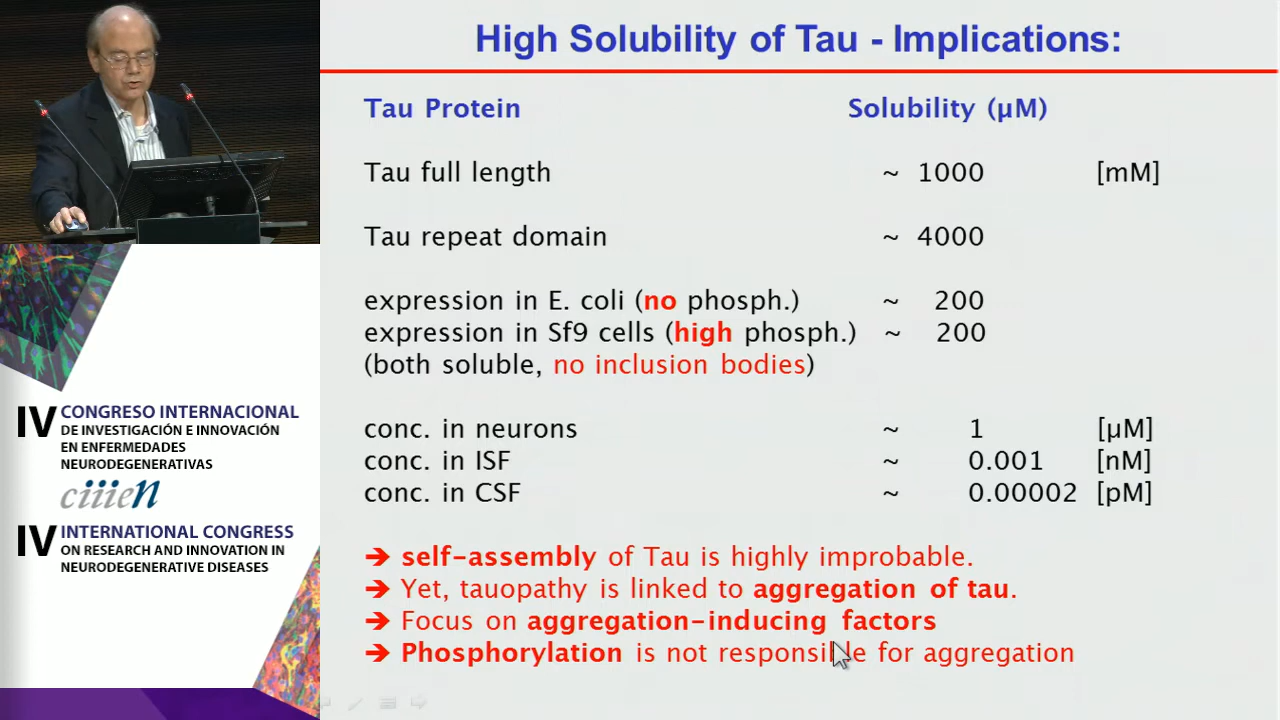 High Solubility of Tau - Implications:
Tau Protein Solubility (µM)
Tau full length ~ 1000 [mM]
Tau repeat domain ~ 4000
expression in E. coli (no phosph.) ~ 200
expression in Sf9 cells (high phosph.) ~ 200
(both soluble, no inclusion bodies)
conc. in neurons ~ 1 [µM]
conc. in ISF ~ 0.001 [nM]
conc. in CSF ~ 0.00002 [pM]
➔ self-assembly of Tau is highly improbable.
➔ Yet, tauopathy is linked to aggregation of tau.
➔ Focus on aggregation-inducing factors
➔ Phosphorylation is not responsible for aggregation
IV CONGRESO INTERNACIONAL
DE INVESTIGACIÓN E INNOVACIÓN
EN ENFERMEDADES
NEURODEGENERATIVAS
ciiieN
IV INTERNATIONAL CONGRESS
ON RESEARCH AND INNOVATION IN
NEURODEGENERATIVE DISEASES